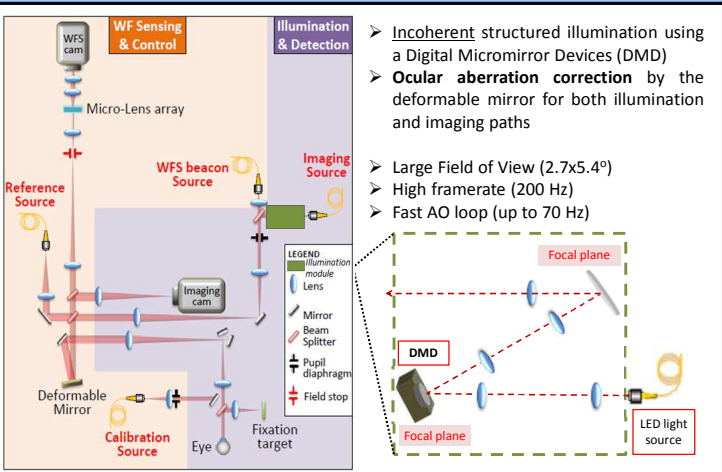 WF Sensing
& Control
Illumination
& Detection
WFS
cam
Micro-Lens array
WFS beacon
Source
Imaging
Source
Reference
Source
Imaging
cam
LEGEND
Illumination
module
Lens
Mirror
Beam
Splitter
Pupil
diaphragm
Field stop
Deformable
Mirror
Calibration
Source
Eye
Fixation
target
➢ Incoherent structured illumination using
a Digital Micromirror Devices (DMD)
➢ Ocular aberration correction by the
deformable mirror for both illumination
and imaging paths
➢ Large Field of View (2.7x5.4°)
➢ High framerate (200 Hz)
➢ Fast AO loop (up to 70 Hz)
Focal plane
DMD
Focal plane
LED light
source